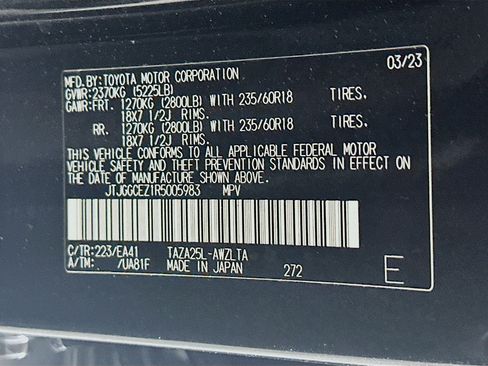 03/23
MFD.BY:TOYOTA MOTOR CORPORATION
GVWR:2370KG (5225LB)
GAWR:FRT. 1270KG (2800LB) WITH 235/60R18 TIRES,
18X7 1/2J RIMS.
RR. 1270KG (2800LB) WITH 235/60R18 TIRES,
18X7 1/2J RIMS.
THIS VEHICLE CONFORMS TO ALL APPLICABLE FEDERAL MOTOR
VEHICLE SAFETY AND THEFT PREVENTION STANDARDS IN EFFECT ON
THE DATE OF MANUFACTURE SHOWN ABOVE.
JTJGGCEZ1R5005983 MPV
C/TR:223/EA41 TAZA25L-AWZLTA
A/TM: /UA81F MADE IN JAPAN 272 E